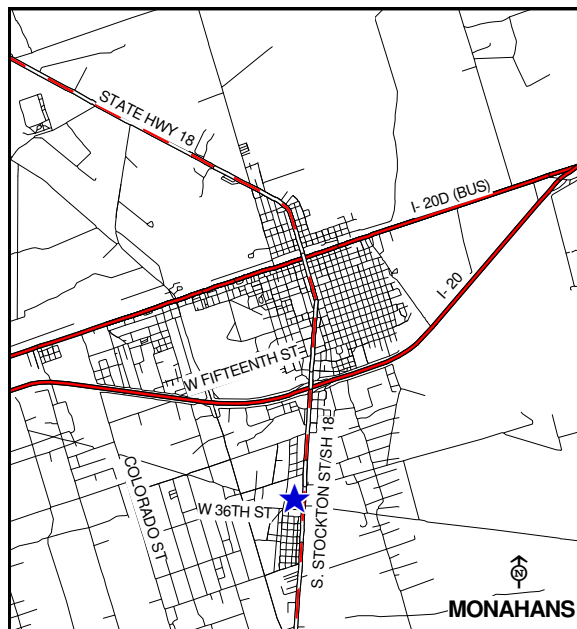 STATE HWY 18
I- 20D (BUS)
I- 20
W FIFTEENTH ST
COLORADO ST
W 36TH ST
S. STOCKTON ST/SH 18
N
MONAHANS